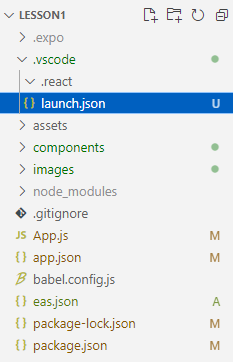 LESSON1
.expo
.vscode
.react
{} launch.json U
assets
components
images
node_modules
.gitignore
JS App.js M
{} app.json M
babel.config.js
{} eas.json A
{} package-lock.json M
{} package.json M